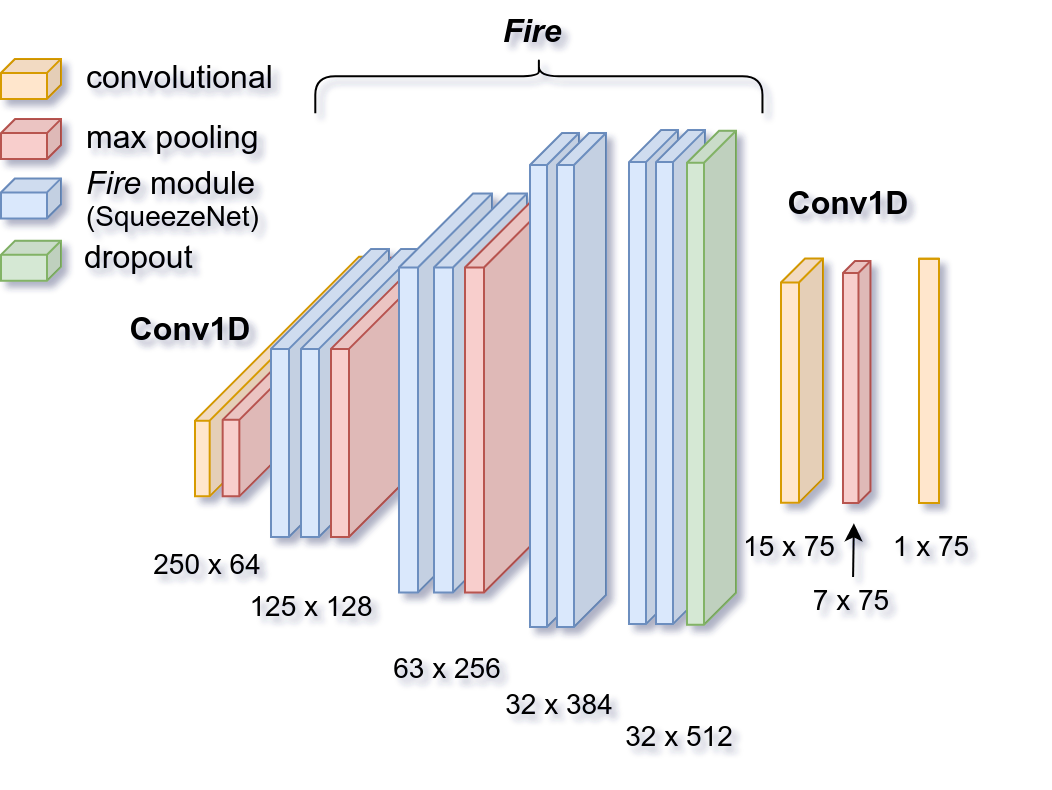 Fire
convolutional
max pooling
Fire module
(SqueezeNet)
dropout
Conv1D
Conv1D
250 x 64
125 x 128
63 x 256
32 x 384
32 x 512
15 x 75
7 x 75
1 x 75